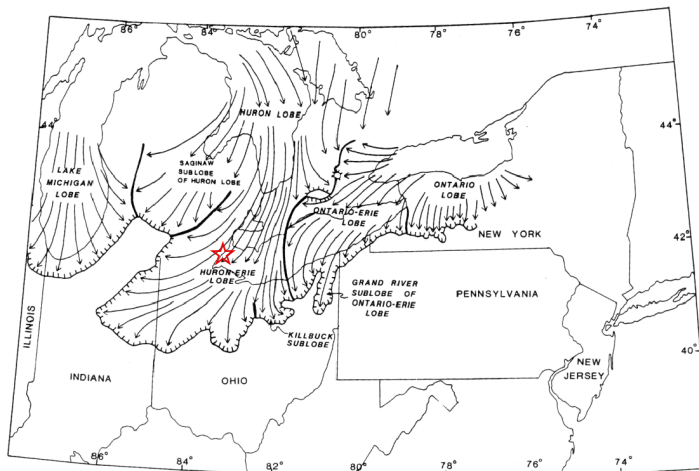 86°
84°
80°
78°
76°
74°
44°
44°
HURON LOBE
LAKE
MICHIGAN
LOBE
SAGINAW
SUBLOBE
OF HURON LOBE
ONTARIO
LOBE
ONTARIO-ERIE
LOBE
NEW YORK
42°
HURON-ERIE
LOBE
GRAND RIVER
SUBLOBE OF
ONTARIO-ERIE
LOBE
PENNSYLVANIA
KILLBUCK
SUBLOBE
ILLINOIS
40°
INDIANA
OHIO
NEW
JERSEY
86°
84°
82°
80°
78°
76°
74°